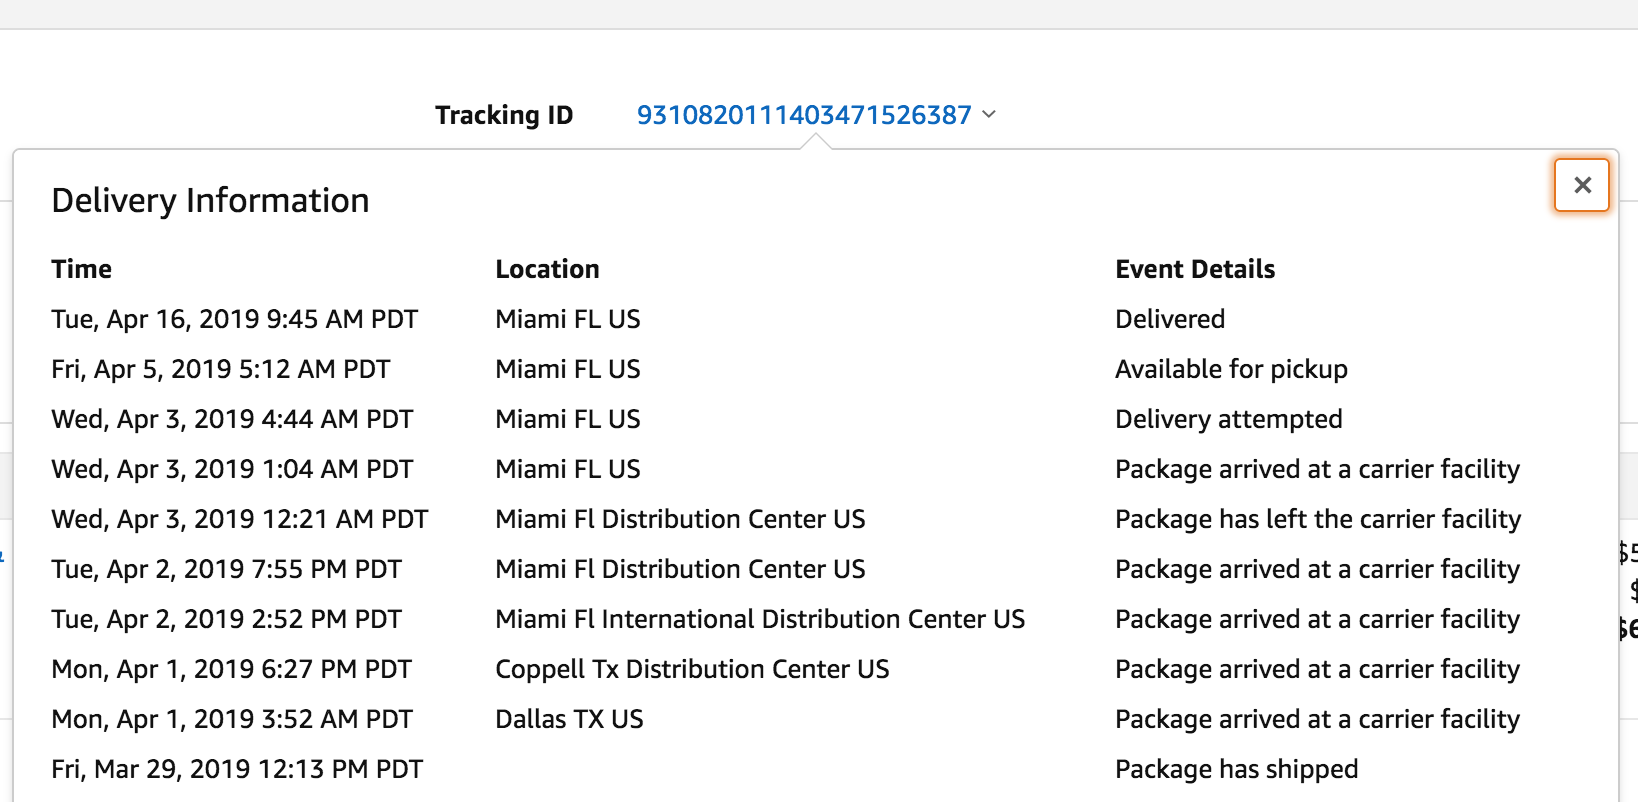 Tracking ID 9310820111403471526387
Delivery Information
Time Location Event Details
Tue, Apr 16, 2019 9:45 AM PDT Miami FL US Delivered
Fri, Apr 5, 2019 5:12 AM PDT Miami FL US Available for pickup
Wed, Apr 3, 2019 4:44 AM PDT Miami FL US Delivery attempted
Wed, Apr 3, 2019 1:04 AM PDT Miami FL US Package arrived at a carrier facility
Wed, Apr 3, 2019 12:21 AM PDT Miami Fl Distribution Center US Package has left the carrier facility
Tue, Apr 2, 2019 7:55 PM PDT Miami Fl Distribution Center US Package arrived at a carrier facility
Tue, Apr 2, 2019 2:52 PM PDT Miami Fl International Distribution Center US Package arrived at a carrier facility
Mon, Apr 1, 2019 6:27 PM PDT Coppell Tx Distribution Center US Package arrived at a carrier facility
Mon, Apr 1, 2019 3:52 AM PDT Dallas TX US Package arrived at a carrier facility
Fri, Mar 29, 2019 12:13 PM PDT Package has shipped